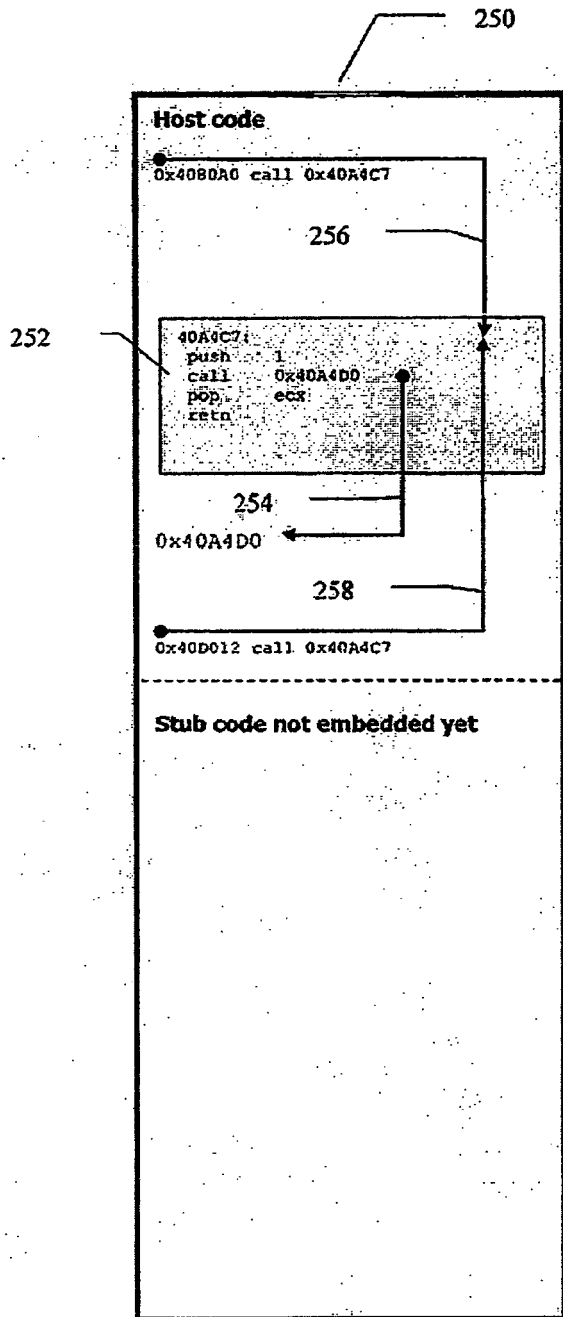 250
Host code
0x4080A0 call 0x40A4C7
256
252
40A4C7:
push 1
call 0x40A4D0
pop ecx
retn
254
0x40A4D0
258
0x40D012 call 0x40A4C7
Stub code not embedded yet